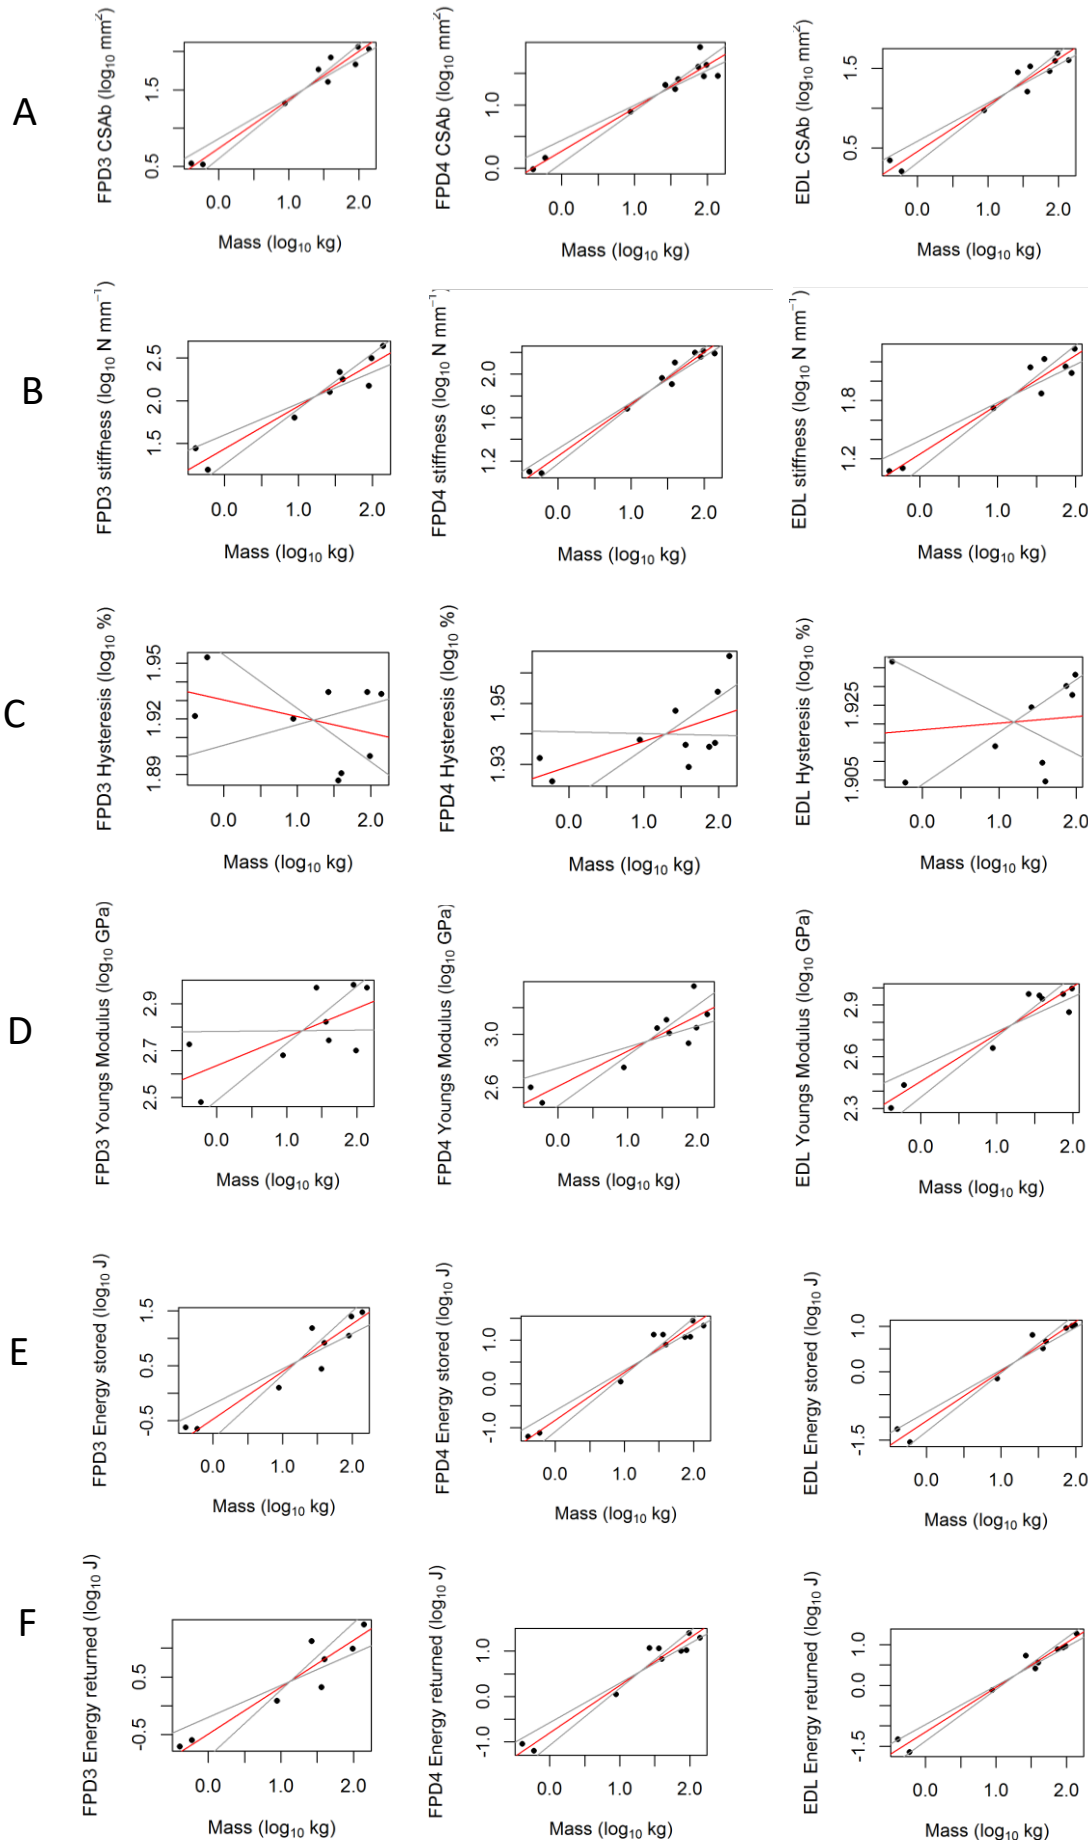 A
FPD3 CSAb (log₁₀ mm²)
0.5 1.5
0.0 1.0 2.0
Mass (log₁₀ kg)
FPD4 CSAb (log₁₀ mm²)
0.0 1.0
0.0 1.0 2.0
Mass (log₁₀ kg)
EDL CSAb (log₁₀ mm²)
0.5 1.5
0.0 1.0 2.0
Mass (log₁₀ kg)
B
FPD3 stiffness (log₁₀ N mm⁻¹)
1.5 2.0 2.5
0.0 1.0 2.0
Mass (log₁₀ kg)
FPD4 stiffness (log₁₀ N mm⁻¹)
1.2 1.6 2.0
0.0 1.0 2.0
Mass (log₁₀ kg)
EDL stiffness (log₁₀ N mm⁻¹)
1.2 1.8
0.0 1.0 2.0
Mass (log₁₀ kg)
C
FPD3 Hysteresis (log₁₀ %)
1.89 1.92 1.95
0.0 1.0 2.0
Mass (log₁₀ kg)
FPD4 Hysteresis (log₁₀ %)
1.93 1.95
0.0 1.0 2.0
Mass (log₁₀ kg)
EDL Hysteresis (log₁₀ %)
1.905 1.925
0.0 1.0 2.0
Mass (log₁₀ kg)
D
FPD3 Youngs Modulus (log₁₀ GPa)
2.5 2.7 2.9
0.0 1.0 2.0
Mass (log₁₀ kg)
FPD4 Youngs Modulus (log₁₀ GPa)
2.6 3.0
0.0 1.0 2.0
Mass (log₁₀ kg)
EDL Youngs Modulus (log₁₀ GPa)
2.3 2.6 2.9
0.0 1.0 2.0
Mass (log₁₀ kg)
E
FPD3 Energy stored (log₁₀ J)
-0.5 0.5 1.5
0.0 1.0 2.0
Mass (log₁₀ kg)
FPD4 Energy stored (log₁₀ J)
-1.0 0.0 1.0
0.0 1.0 2.0
Mass (log₁₀ kg)
EDL Energy stored (log₁₀ J)
-1.5 0.0 1.0
0.0 1.0 2.0
Mass (log₁₀ kg)
F
FPD3 Energy returned (log₁₀ J)
-0.5 0.5
0.0 1.0 2.0
Mass (log₁₀ kg)
FPD4 Energy returned (log₁₀ J)
-1.0 0.0 1.0
0.0 1.0 2.0
Mass (log₁₀ kg)
EDL Energy returned (log₁₀ J)
-1.5 0.0 1.0
0.0 1.0 2.0
Mass (log₁₀ kg)